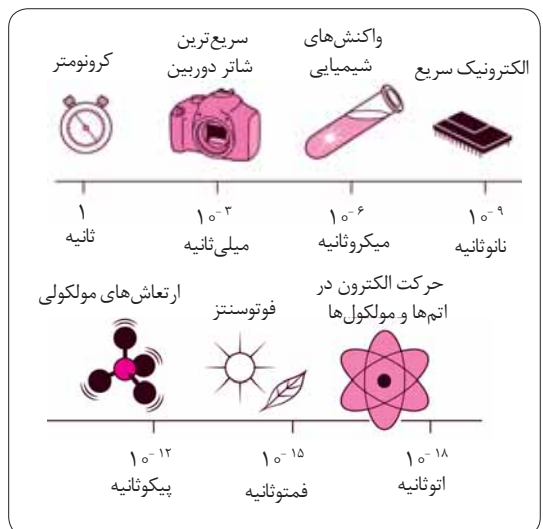 کرونومتر
سریع‌ترین
شاتر دوربین
واکنش‌های
شیمیایی
الکترونیک سریع
۱
ثانیه
۱۰⁻³
میلی‌ثانیه
۱۰⁻⁶
میکروثانیه
۱۰⁻⁹
نانوثانیه
ارتعاش‌های مولکولی
فوتوسنتز
حرکت الکترون در
اتم‌ها و مولکول‌ها
۱۰⁻¹²
پیکوثانیه
۱۰⁻¹⁵
فمتوثانیه
۱۰⁻¹⁸
اتوثانیه